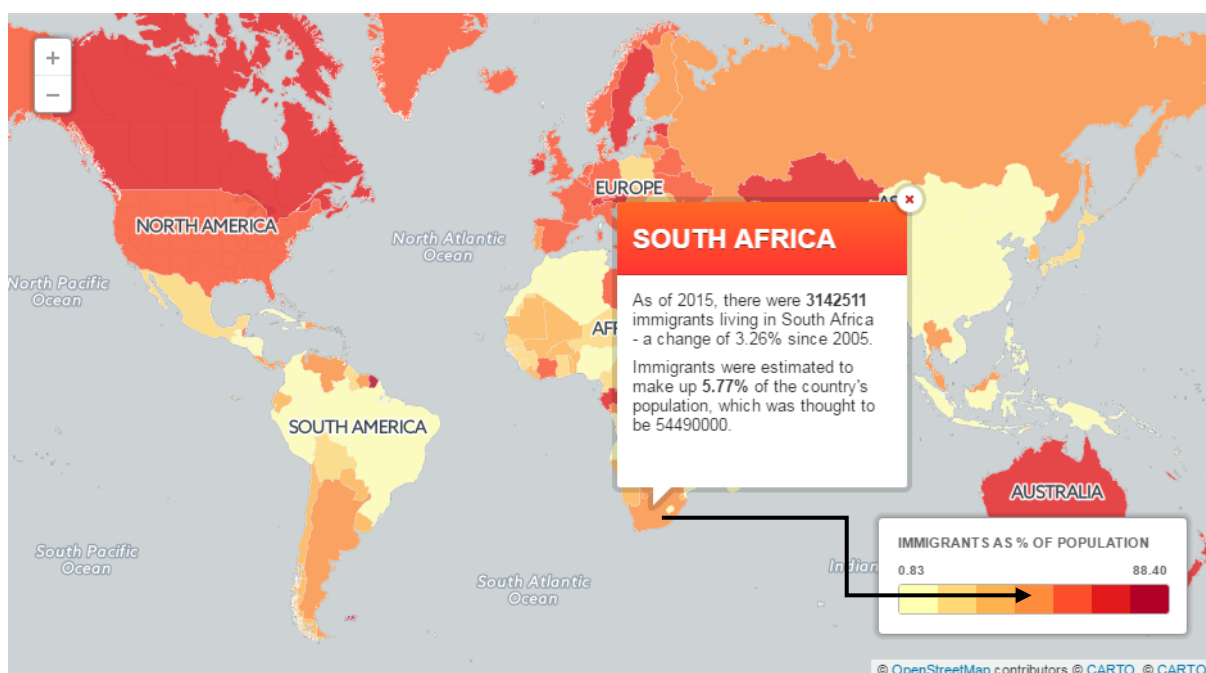 +
−
EUROPE
AS
×
NORTH AMERICA
North Atlantic
Ocean
SOUTH AFRICA
North Pacific
Ocean
As of 2015, there were 3142511
immigrants living in South Africa
- a change of 3.26% since 2005.
AF
Immigrants were estimated to
make up 5.77% of the country's
population, which was thought to
be 54490000.
SOUTH AMERICA
AUSTRALIA
South Pacific
Ocean
South Atlantic
Ocean
Indian
IMMIGRANTS AS % OF POPULATION
0.83 88.40
© OpenStreetMap contributors © CARTO, © CARTO